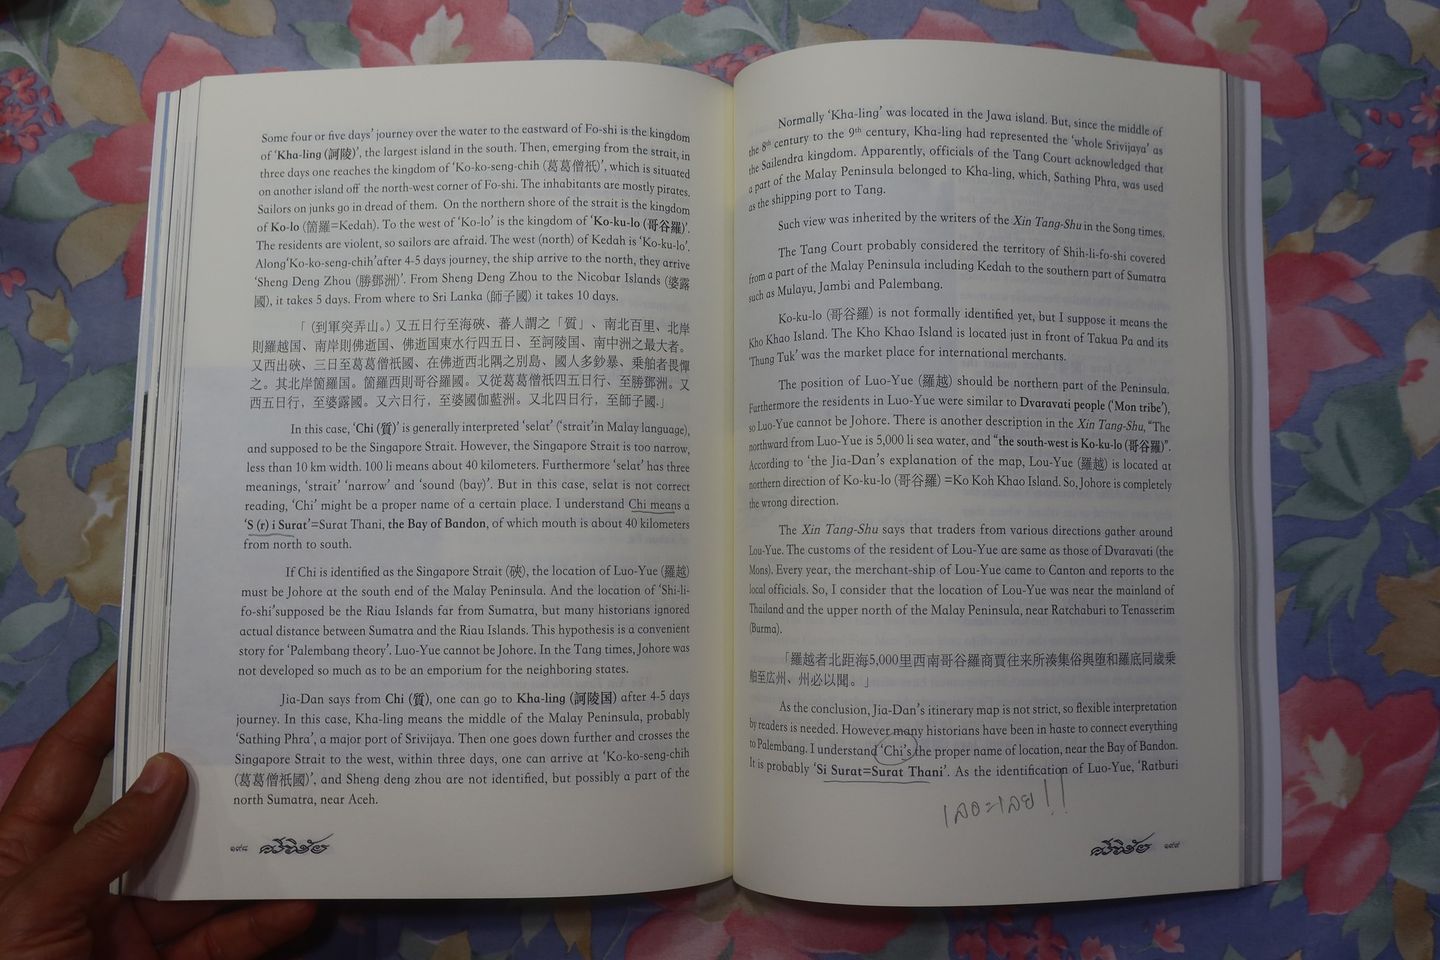 Some four or five days' journey over the water to the eastward of Fo-shi is the kingdom
of 'Kha-ling (訶陵)', the largest island in the south. Then, emerging from the strait, in
three days one reaches the kingdom of 'Ko-ko-seng-chih (葛葛僧祇)', which is situated
on another island off the north-west corner of Fo-shi. The inhabitants are mostly pirates.
Sailors on junks go in dread of them. On the northern shore of the strait is the kingdom
of Ko-lo (箇羅=Kedah). To the west of 'Ko-lo' is the kingdom of 'Ko-ku-lo (哥谷羅)'.
The residents are violent, so sailors are afraid. The west (north) of Kedah is 'Ko-ku-lo'.
Along'Ko-ko-seng-chih'after 4-5 days journey, the ship arrive to the north, they arrive
'Sheng Deng Zhou (勝鄧洲)'. From Sheng Deng Zhou to the Nicobar Islands (婆露
國), it takes 5 days. From where to Sri Lanka (師子國) it takes 10 days.
「(到軍突弄山。) 又五日行至海硤、蕃人謂之「質」、南北百里、北岸
則羅越国、南岸則佛逝国、佛逝国東水行四五日、至訶陵国、南中洲之最大者。
又西出硤、三日至葛葛僧祇國、在佛逝西北隅之別島、國人多鈔暴、乗舶者畏憚
之。其北岸箇羅国。箇羅西則哥谷羅國。又従葛葛僧祇四五日行、至勝鄧洲。又
西五日行，至婆露國。又六日行，至婆國伽藍洲。又北四日行，至師子國.」
In this case, 'Chi (質)' is generally interpreted 'selat' ('strait'in Malay language),
and supposed to be the Singapore Strait. However, the Singapore Strait is too narrow,
less than 10 km width. 100 li means about 40 kilometers. Furthermore 'selat' has three
meanings, 'strait' 'narrow' and 'sound (bay)'. But in this case, selat is not correct
reading, 'Chi' might be a proper name of a certain place. I understand Chi means a
'S (r) i Surat'=Surat Thani, the Bay of Bandon, of which mouth is about 40 kilometers
from north to south.
If Chi is identified as the Singapore Strait (硤), the location of Luo-Yue (羅越)
must be Johore at the south end of the Malay Peninsula. And the location of 'Shi-li-
fo-shi'supposed be the Riau Islands far from Sumatra, but many historians ignored
actual distance between Sumatra and the Riau Islands. This hypothesis is a convenient
story for 'Palembang theory'. Luo-Yue cannot be Johore. In the Tang times, Johore was
not developed so much as to be an emporium for the neighboring states.
Jia-Dan says from Chi (質), one can go to Kha-ling (訶陵国) after 4-5 days
journey. In this case, Kha-ling means the middle of the Malay Peninsula, probably
'Sathing Phra', a major port of Srivijaya. Then one goes down further and crosses the
Singapore Strait to the west, within three days, one can arrive at 'Ko-ko-seng-chih
(葛葛僧祇國)', and Sheng deng zhou are not identified, but possibly a part of the
north Sumatra, near Aceh.
๑๙๘ ศรีวิชัย
Normally 'Kha-ling' was located in the Jawa island. But, since the middle of
the 8th century to the 9th century, Kha-ling had represented the 'whole Srivijaya' as
the Sailendra kingdom. Apparently, officials of the Tang Court acknowledged that
a part of the Malay Peninsula belonged to Kha-ling, which, Sathing Phra, was used
as the shipping port to Tang.
Such view was inherited by the writers of the Xin Tang-Shu in the Song times.
The Tang Court probably considered the territory of Shih-li-fo-shi covered
from a part of the Malay Peninsula including Kedah to the southern part of Sumatra
such as Mulayu, Jambi and Palembang.
Ko-ku-lo (哥谷羅) is not formally identified yet, but I suppose it means the
Kho Khao Island. The Kho Khao Island is located just in front of Takua Pa and its
'Thung Tuk' was the market place for international merchants.
The position of Luo-Yue (羅越) should be northern part of the Peninsula.
Furthermore the residents in Luo-Yue were similar to Dvaravati people ('Mon tribe'),
so Luo-Yue cannot be Johore. There is another description in the Xin Tang-Shu, "The
northward from Luo-Yue is 5,000 li sea water, and "the south-west is Ko-ku-lo (哥谷羅)".
According to 'the Jia-Dan's explanation of the map, Lou-Yue (羅越) is located at
northern direction of Ko-ku-lo (哥谷羅) =Ko Koh Khao Island. So, Johore is completely
the wrong direction.
The Xin Tang-Shu says that traders from various directions gather around
Lou-Yue. The customs of the resident of Lou-Yue are same as those of Dvaravati (the
Mons). Every year, the merchant-ship of Lou-Yue came to Canton and reports to the
local officials. So, I consider that the location of Lou-Yue was near the mainland of
Thailand and the upper north of the Malay Peninsula, near Ratchaburi to Tenasserim
(Burma).
「羅越者北距海5,000里西南哥谷羅商賈往来所湊集俗與墮和羅底同歳乗
舶至広州、州必以聞。」
As the conclusion, Jia-Dan's itinerary map is not strict, so flexible interpretation
by readers is needed. However many historians have been in haste to connect everything
to Palembang. I understand 'Chi's the proper name of location, near the Bay of Bandon.
It is probably 'Si Surat=Surat Thani'. As the identification of Luo-Yue, 'Ratburi
เลอะเลย !!
ศรีวิชัย ๑๙๙